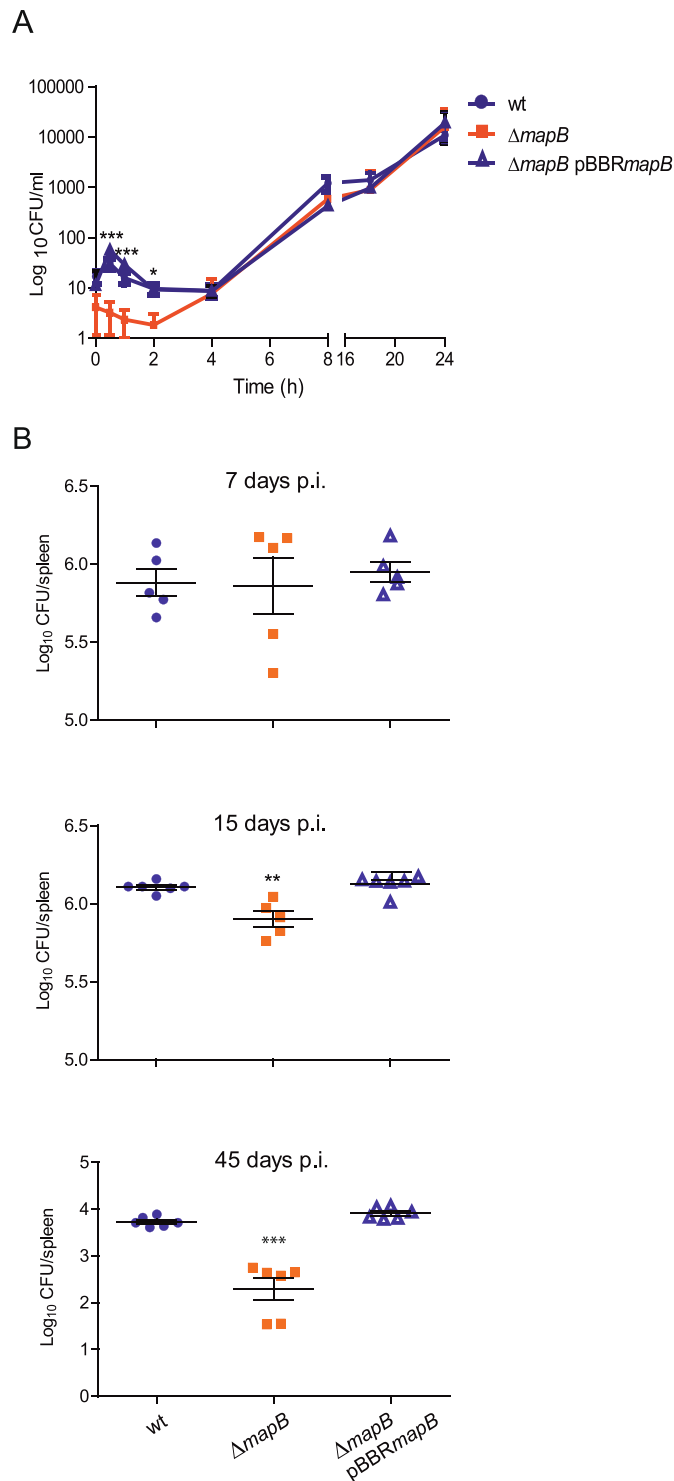 A
100000
10000
1000
100
10
1
Log 10 CFU/ml
***
***
*
0 2 4 6 8 16 20 24
Time (h)
wt
ΔmapB
ΔmapB pBBRmapB
B
7 days p.i.
6.5
6.0
5.5
5.0
Log10 CFU/spleen
15 days p.i.
6.5
6.0
5.5
5.0
Log10 CFU/spleen
**
45 days p.i.
5
4
3
2
1
0
Log10 CFU/spleen
***
wt
ΔmapB
ΔmapB
pBBRmapB